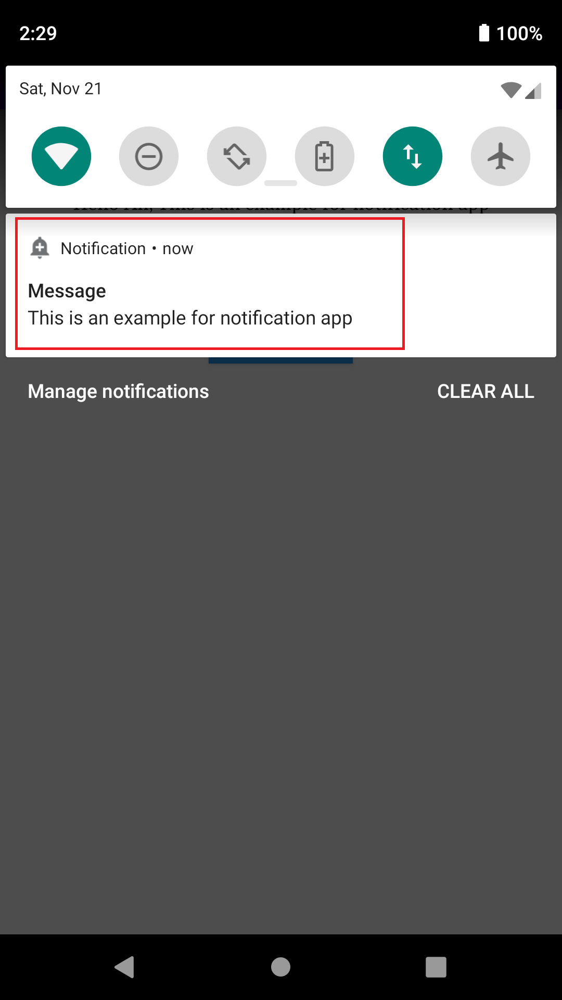 2:29
100%
Sat, Nov 21
Notification • now
Message
This is an example for notification app
Manage notifications
CLEAR ALL